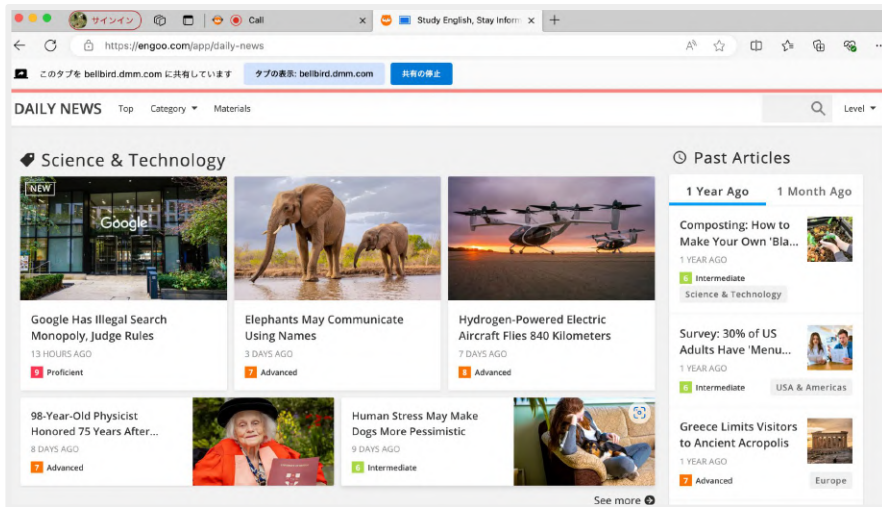 サインイン
Call
Study English, Stay Inform
https://engoo.com/app/daily-news
このタブを bellbird.dmm.com に共有しています
タブの表示: bellbird.dmm.com
共有の停止
DAILY NEWS
Top
Category
Materials
Level
Science & Technology
NEW
Google
Google Has Illegal Search
Monopoly, Judge Rules
13 HOURS AGO
9 Proficient
Elephants May Communicate
Using Names
3 DAYS AGO
7 Advanced
Hydrogen-Powered Electric
Aircraft Flies 840 Kilometers
7 DAYS AGO
8 Advanced
98-Year-Old Physicist
Honored 75 Years After...
8 DAYS AGO
7 Advanced
Human Stress May Make
Dogs More Pessimistic
9 DAYS AGO
6 Intermediate
See more
Past Articles
1 Year Ago
1 Month Ago
Composting: How to
Make Your Own 'Bla...
1 YEAR AGO
6 Intermediate
Science & Technology
Survey: 30% of US
Adults Have 'Menu...
1 YEAR AGO
6 Intermediate
USA & Americas
Greece Limits Visitors
to Ancient Acropolis
1 YEAR AGO
7 Advanced
Europe